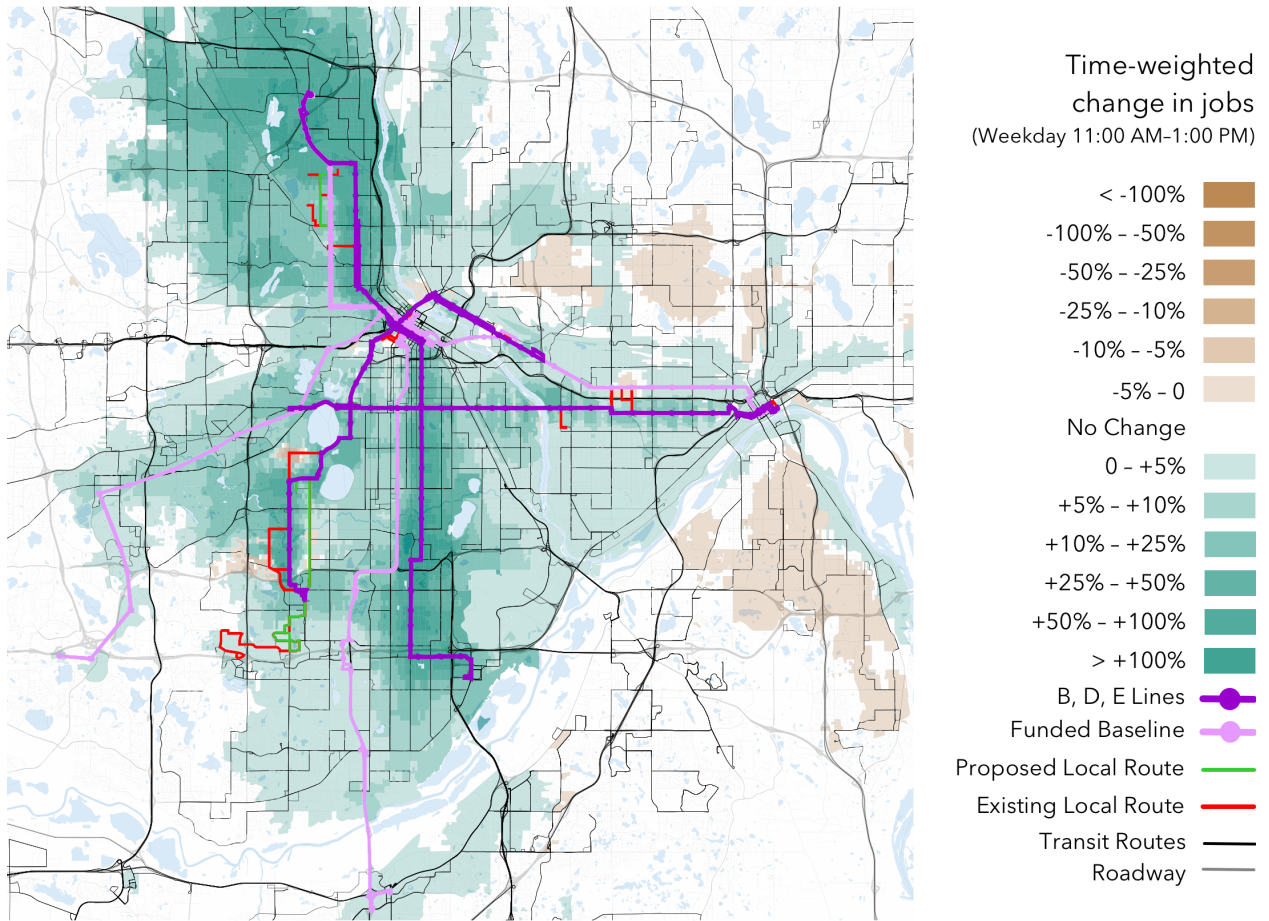 Time-weighted
change in jobs
(Weekday 11:00 AM–1:00 PM)
< -100%
-100% – -50%
-50% – -25%
-25% – -10%
-10% – -5%
-5% – 0
No Change
0 – +5%
+5% – +10%
+10% – +25%
+25% – +50%
+50% – +100%
> +100%
B, D, E Lines
Funded Baseline
Proposed Local Route
Existing Local Route
Transit Routes
Roadway